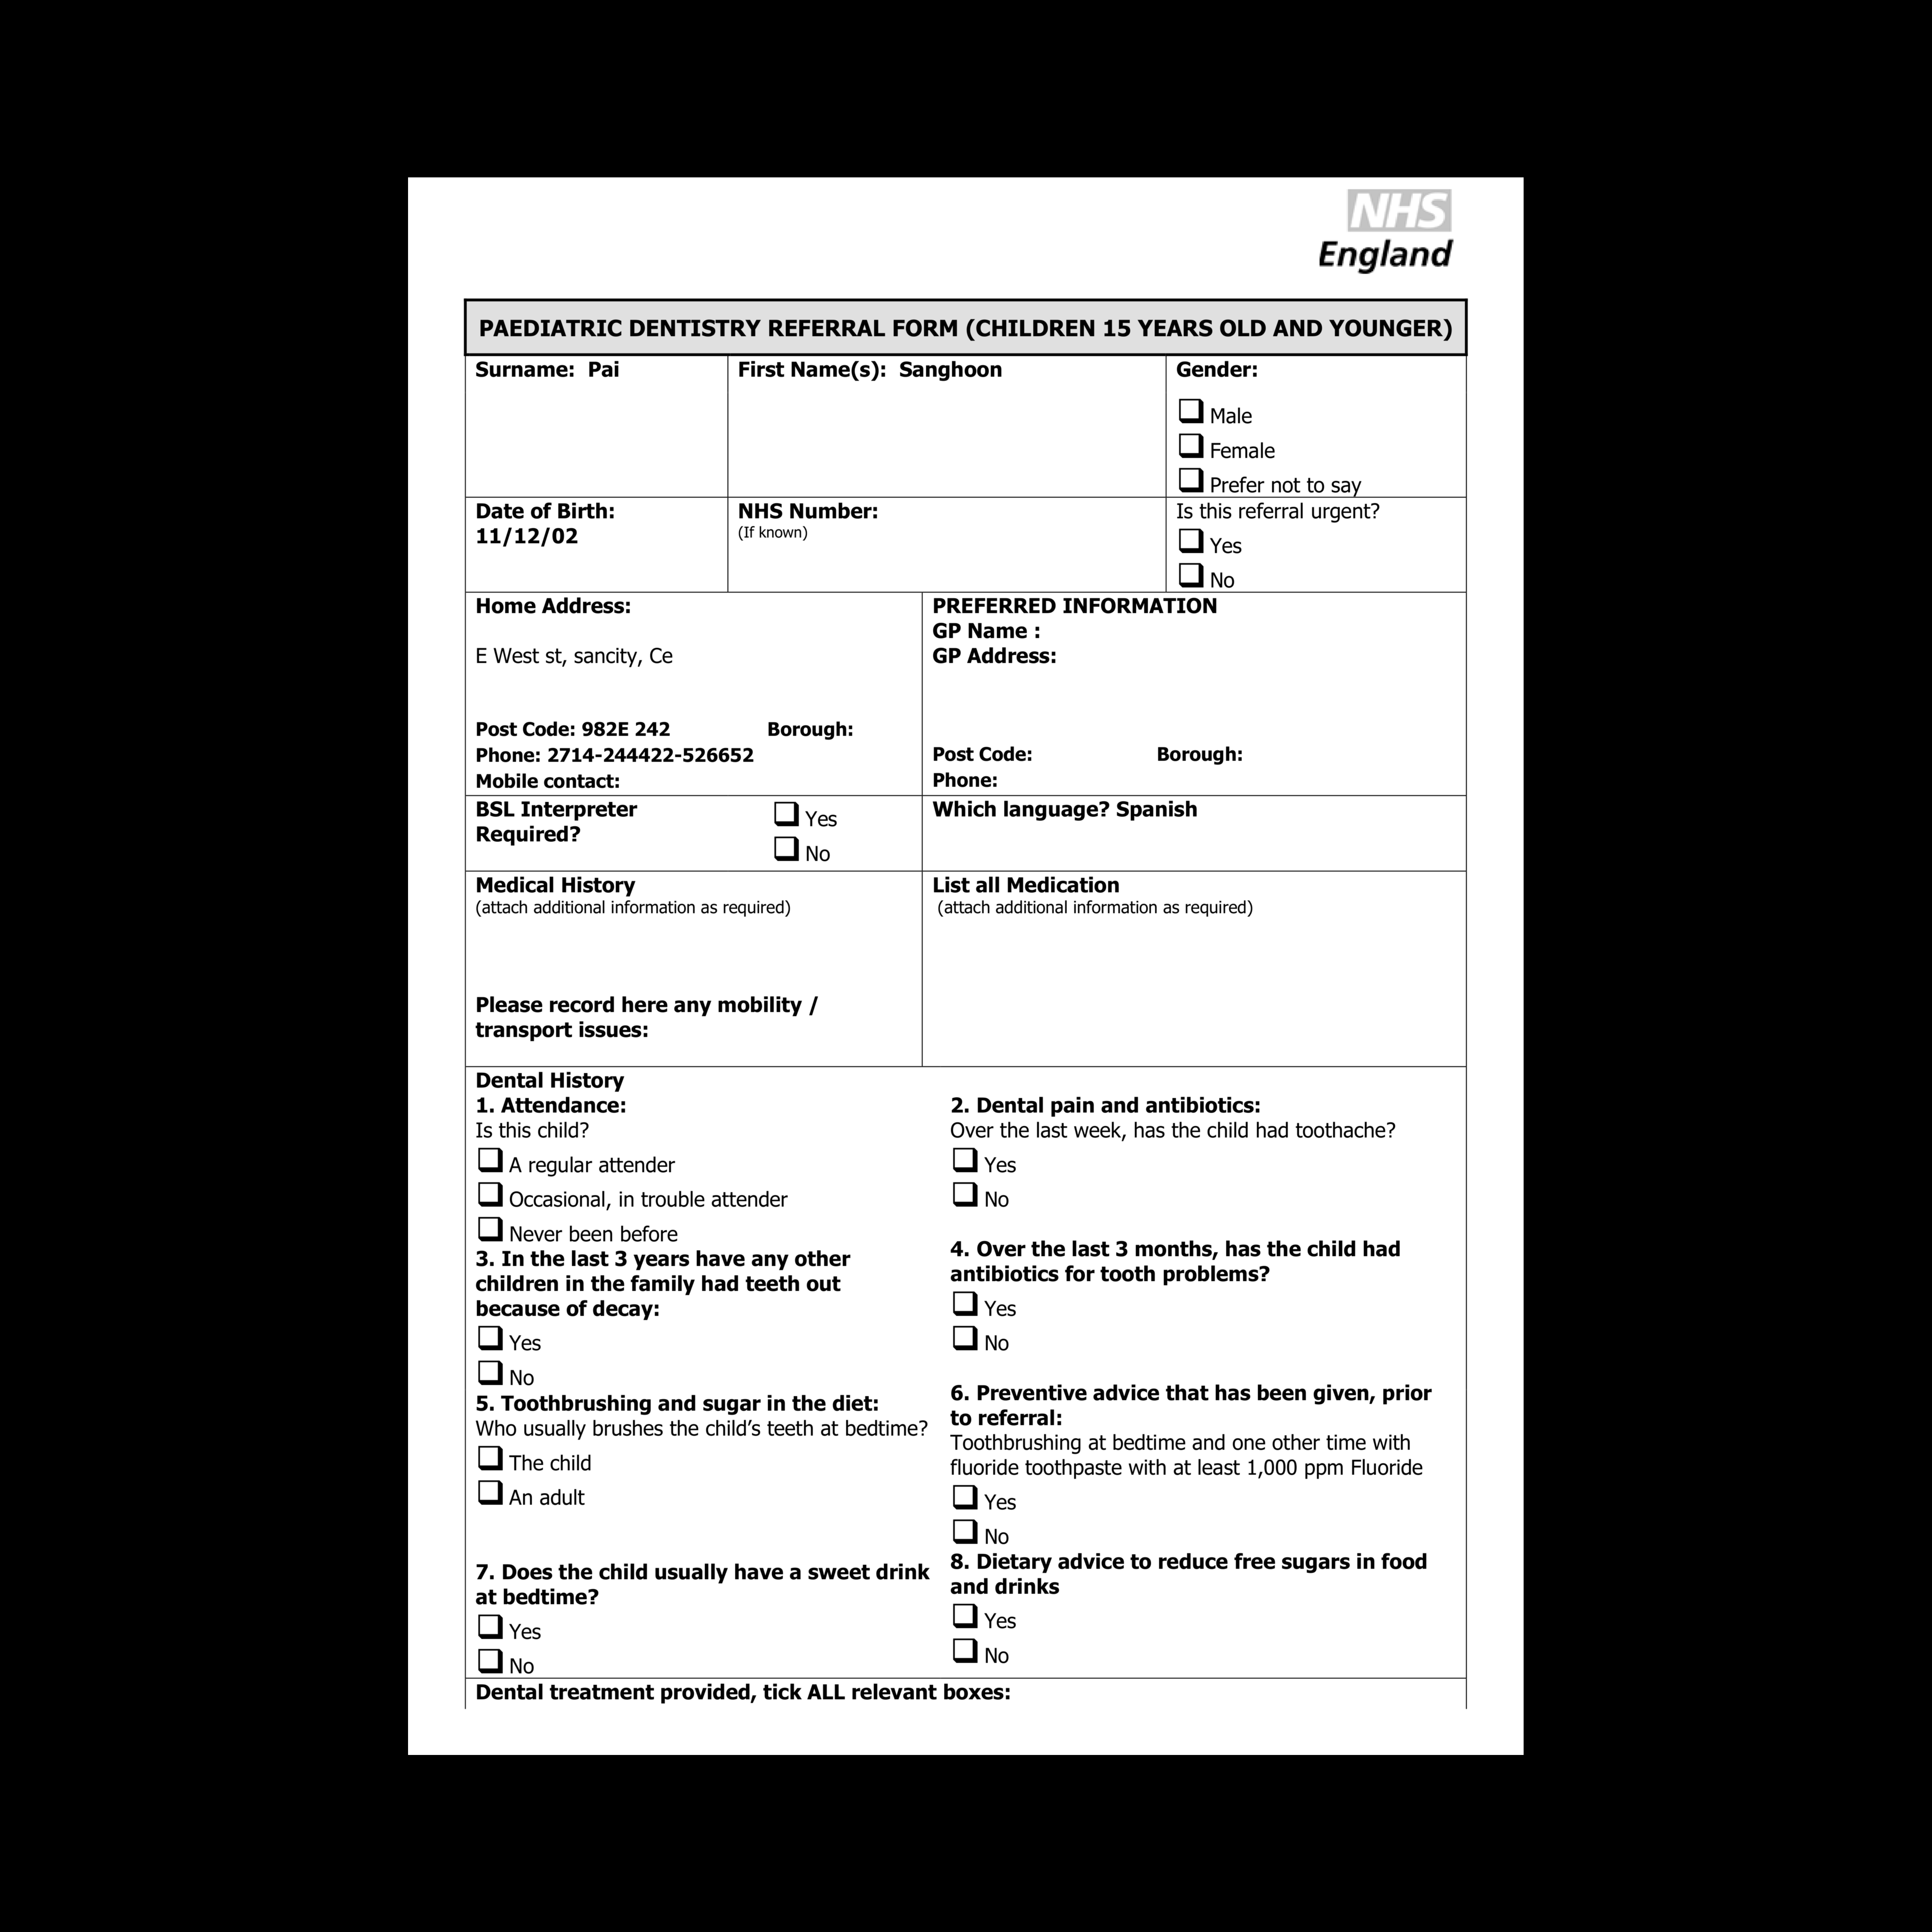 NHS
England
PAEDIATRIC DENTISTRY REFERRAL FORM (CHILDREN 15 YEARS OLD AND YOUNGER)
Surname: Pai
First Name(s): Sanghoon
Gender:
Male
Female
Prefer not to say
Date of Birth:
11/12/02
NHS Number:
(If known)
Is this referral urgent?
Yes
No
Home Address:
E West st, sancity, Ce
Post Code: 982E 242 Borough:
Phone: 2714-244422-526652
Mobile contact:
PREFERRED INFORMATION
GP Name :
GP Address:
Post Code: Borough:
Phone:
BSL Interpreter
Required?
Yes
No
Which language? Spanish
Medical History
(attach additional information as required)
Please record here any mobility /
transport issues:
List all Medication
(attach additional information as required)
Dental History
1. Attendance:
Is this child?
A regular attender
Occasional, in trouble attender
Never been before
2. Dental pain and antibiotics:
Over the last week, has the child had toothache?
Yes
No
3. In the last 3 years have any other
children in the family had teeth out
because of decay:
Yes
No
4. Over the last 3 months, has the child had
antibiotics for tooth problems?
Yes
No
5. Toothbrushing and sugar in the diet:
Who usually brushes the child’s teeth at bedtime?
The child
An adult
6. Preventive advice that has been given, prior
to referral:
Toothbrushing at bedtime and one other time with
fluoride toothpaste with at least 1,000 ppm Fluoride
Yes
No
7. Does the child usually have a sweet drink
at bedtime?
Yes
No
8. Dietary advice to reduce free sugars in food
and drinks
Yes
No
Dental treatment provided, tick ALL relevant boxes: